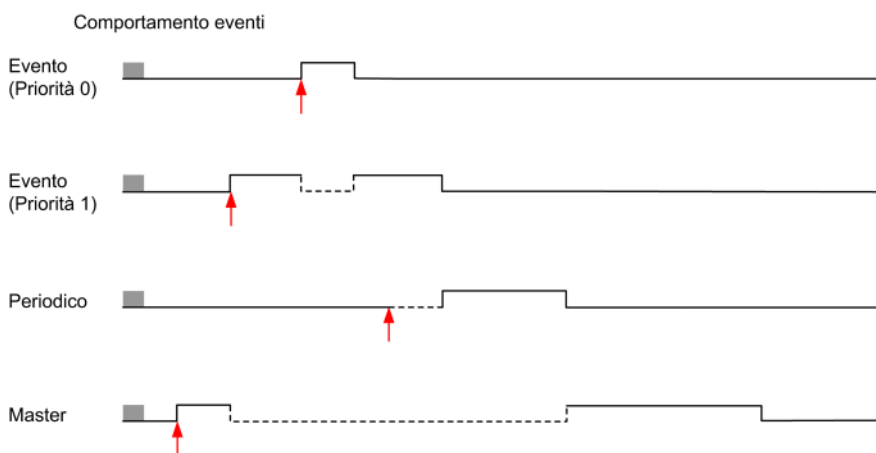 Comportamento eventi
Evento
(Priorità 0)
Evento
(Priorità 1)
Periodico
Master